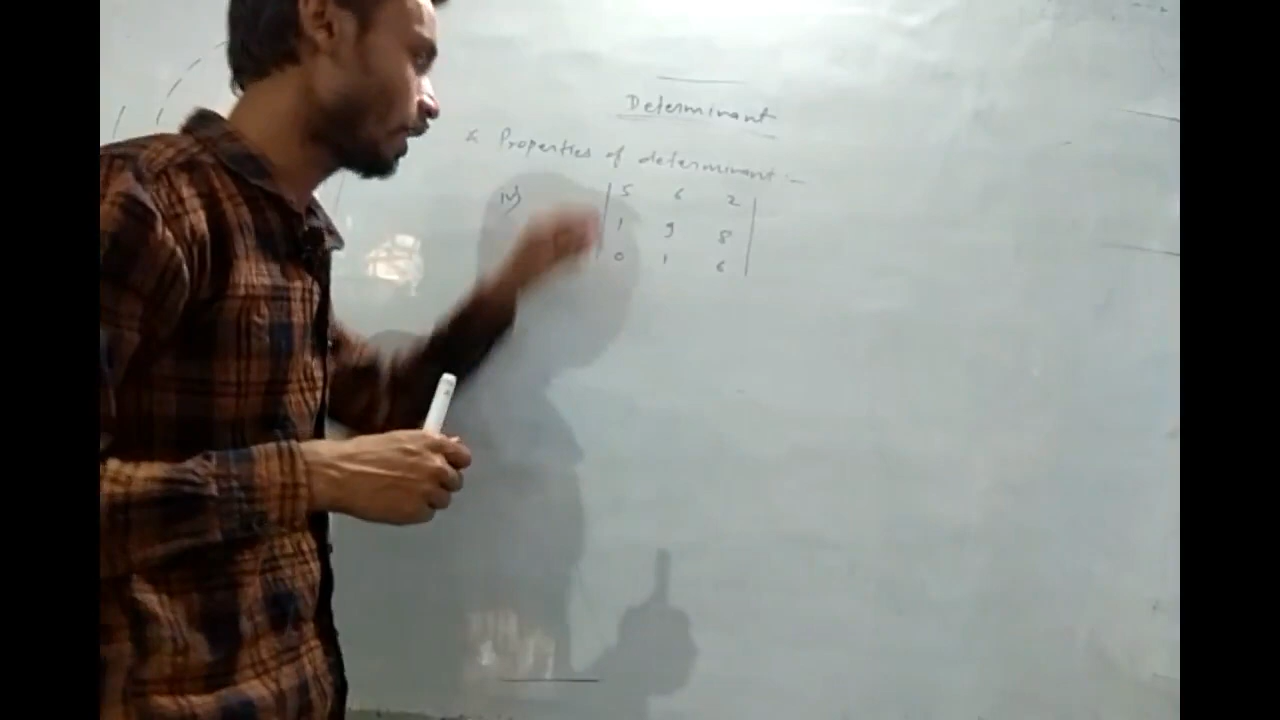 Determinant
× Properties of determinant :-
iv) | 5 6 2 |
| 1 9 8 |
| 0 1 6 |